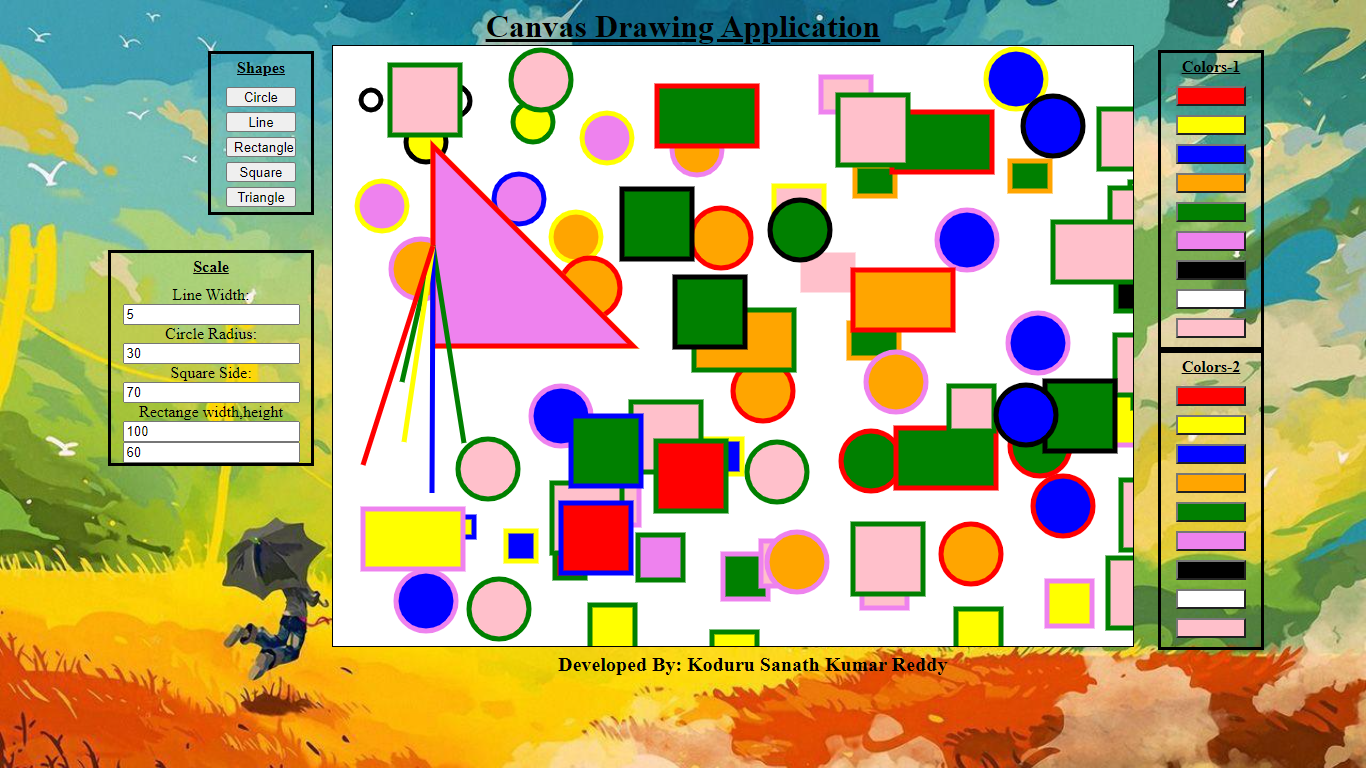 Canvas Drawing Application
Shapes
Circle
Line
Rectangle
Square
Triangle
Scale
Line Width:
5
Circle Radius:
30
Square Side:
70
Rectange width,height
100
60
Colors-1
Colors-2
Developed By: Koduru Sanath Kumar Reddy